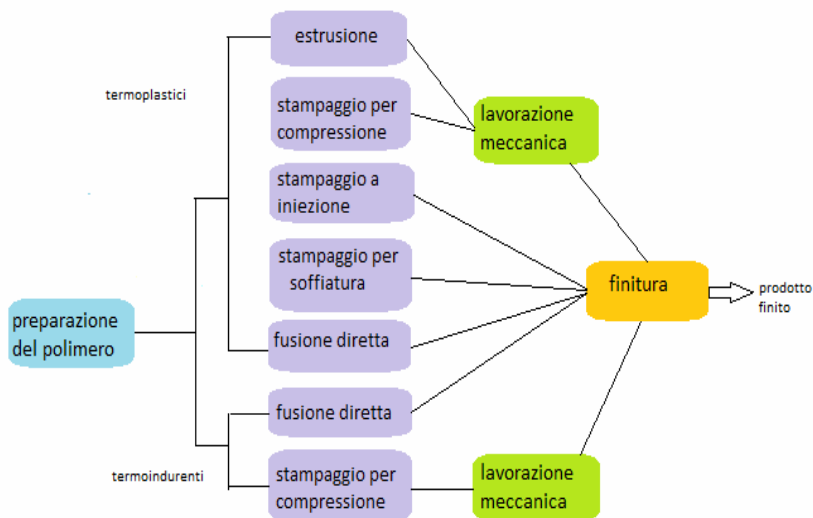 estrusione
termoplastici
stampaggio per
compressione
lavorazione
meccanica
stampaggio a
iniezione
stampaggio per
soffiatura
finitura
prodotto
finito
preparazione
del polimero
fusione diretta
fusione diretta
termoindurenti
stampaggio per
compressione
lavorazione
meccanica